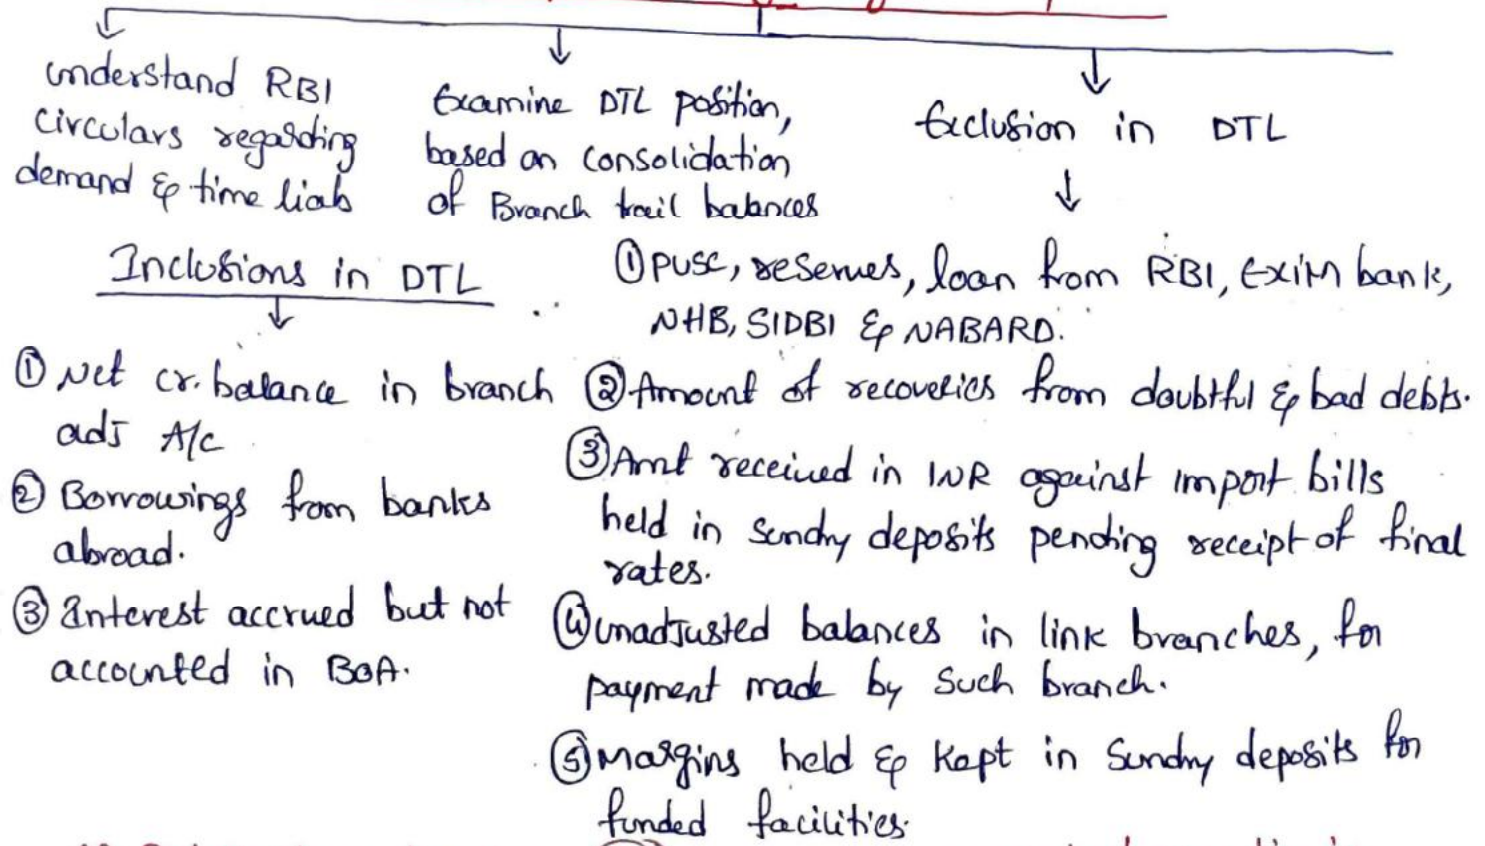 understand RBI
circulars regarding
demand & time liab
Examine DTL position,
based on consolidation
of Branch trail balances
Exclusion in DTL
Inclusions in DTL
① Net cr. balance in branch
adj A/c
② Borrowings from banks
abroad.
③ Interest accrued but not
accounted in BOA.
① PUSC, reserves, loan from RBI, EXIM bank,
NHB, SIDBI & NABARD.
② Amount of recoveries from doubtful & bad debts.
③ Amt received in INR against import bills
held in Sundry deposits pending receipt of final
rates.
④ unadjusted balances in link branches, for
payment made by such branch.
⑤ Margins held & kept in Sundry deposits for
funded facilities.